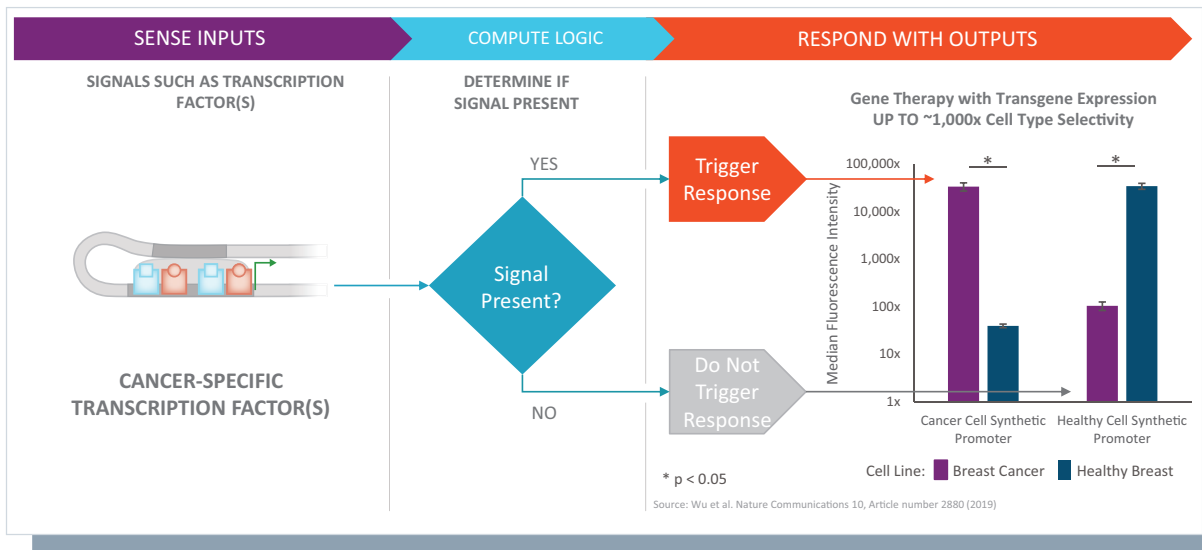 SENSE INPUTS
COMPUTE LOGIC
RESPOND WITH OUTPUTS
SIGNALS SUCH AS TRANSCRIPTION
FACTOR(S)
DETERMINE IF
SIGNAL PRESENT
CANCER-SPECIFIC
TRANSCRIPTION FACTOR(S)
Signal
Present?
YES
NO
Trigger
Response
Do Not
Trigger
Response
Gene Therapy with Transgene Expression
UP TO ~1,000x Cell Type Selectivity
Median Fluorescence Intensity
100,000x
10,000x
1,000x
100x
10x
1x
*
*
Cancer Cell Synthetic
Promoter
Healthy Cell Synthetic
Promoter
Cell Line: Breast Cancer Healthy Breast
* p < 0.05
Source: Wu et al. Nature Communications 10, Article number 2880 (2019)